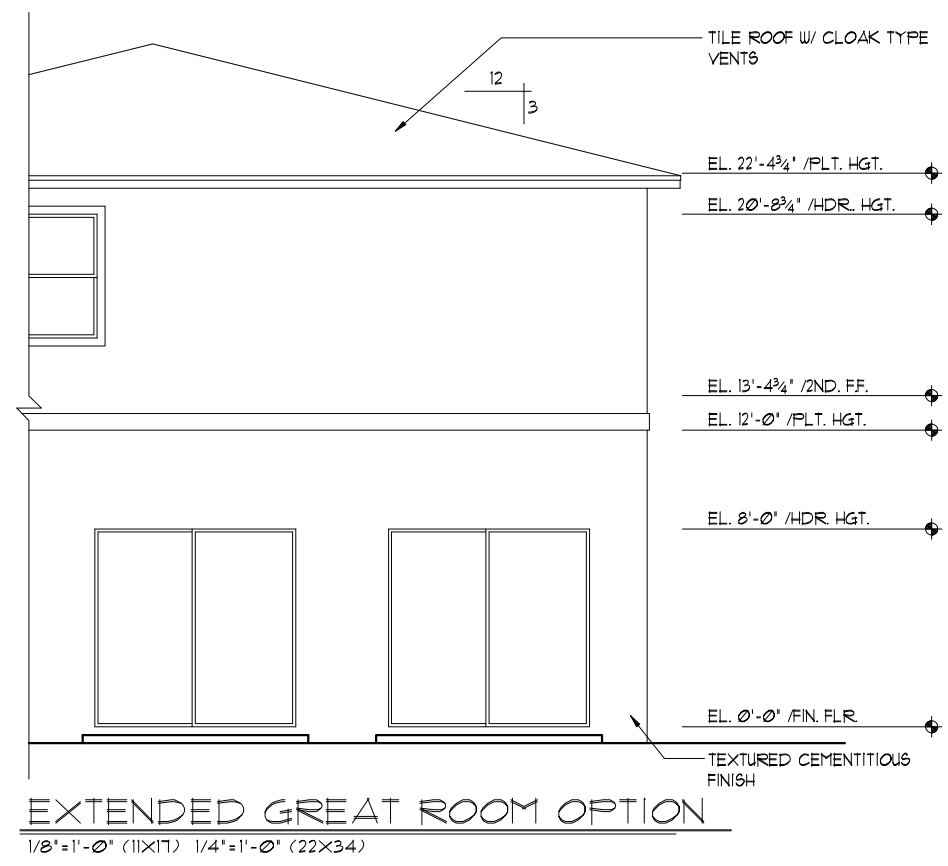 TILE ROOF W/ CLOAK TYPE
VENTS
12
3
EL. 22'-4¾" /PLT. HGT.
EL. 20'-8¾" /HDR. HGT.
EL. 13'-4¾" /2ND. F.F.
EL. 12'-0" /PLT. HGT.
EL. 8'-0" /HDR. HGT.
EL. 0'-0" /FIN. FLR.
TEXTURED CEMENTITIOUS
FINISH
EXTENDED GREAT ROOM OPTION
1/8"=1'-0" (11X17) 1/4"=1'-0" (22X34)